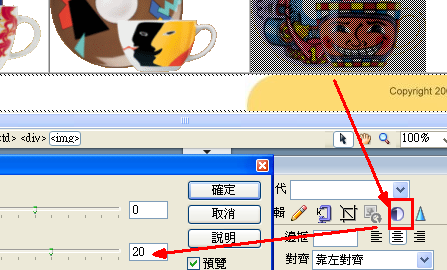 Copyright 200
<td> <div> <img>
100%
確定
代
0
取消
輯
說明
邊框
20
預覽
對齊
靠左對齊